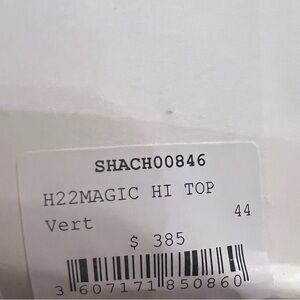 SHACH00846
H22MAGIC HI TOP
Vert 44
$ 385
3 607171 850860